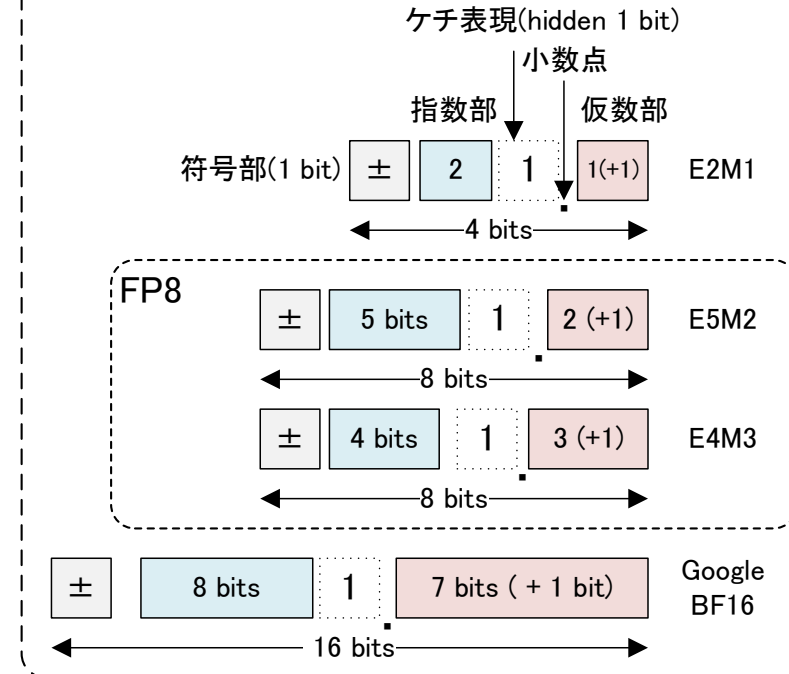 ケチ表現(hidden 1 bit)
小数点
指数部
仮数部
符号部(1 bit) ± 2 1 . 1(+1) E2M1
4 bits
FP8
± 5 bits 1 . 2 (+1) E5M2
8 bits
± 4 bits 1 . 3 (+1) E4M3
8 bits
± 8 bits 1 . 7 bits ( + 1 bit) Google
BF16
16 bits